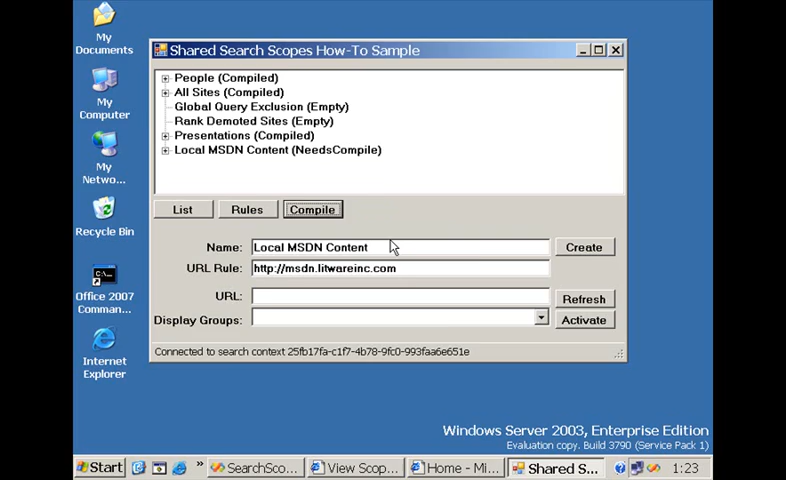 My
Documents
My
Computer
My
Netwo...
Recycle Bin
Office 2007
Comman...
Internet
Explorer
Shared Search Scopes How-To Sample
People (Compiled)
All Sites (Compiled)
Global Query Exclusion (Empty)
Rank Demoted Sites (Empty)
Presentations (Compiled)
Local MSDN Content (NeedsCompile)
List Rules Compile
Name: Local MSDN Content Create
URL Rule: http://msdn.litwareinc.com
URL: Refresh
Display Groups: Activate
Connected to search context 25fb17fa-c1f7-4b78-9fc0-993faa6e651e
Windows Server 2003, Enterprise Edition
Evaluation copy. Build 3790 (Service Pack 1)
Start » SearchSco... View Scop... Home - Mi... Shared S... 1:23